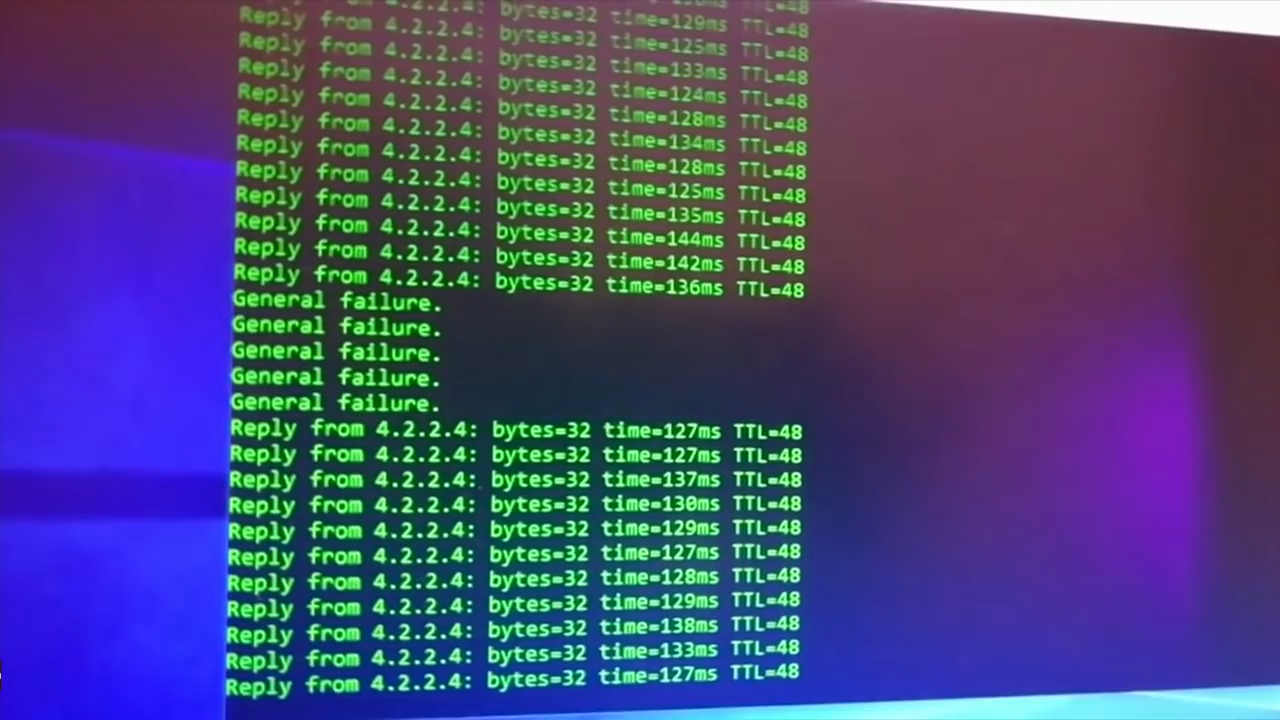 bytes=32 time=129ms TTL=48
Reply from 4.2.2.4: bytes=32 time=125ms TTL=48
Reply from 4.2.2.4: bytes=32 time=133ms TTL=48
Reply from 4.2.2.4: bytes=32 time=124ms TTL=48
Reply from 4.2.2.4: bytes=32 time=128ms TTL=48
Reply from 4.2.2.4: bytes=32 time=134ms TTL=48
Reply from 4.2.2.4: bytes=32 time=128ms TTL=48
Reply from 4.2.2.4: bytes=32 time=125ms TTL=48
Reply from 4.2.2.4: bytes=32 time=135ms TTL=48
Reply from 4.2.2.4: bytes=32 time=144ms TTL=48
Reply from 4.2.2.4: bytes=32 time=142ms TTL=48
Reply from 4.2.2.4: bytes=32 time=136ms TTL=48
General failure.
General failure.
General failure.
General failure.
General failure.
Reply from 4.2.2.4: bytes=32 time=127ms TTL=48
Reply from 4.2.2.4: bytes=32 time=127ms TTL=48
Reply from 4.2.2.4: bytes=32 time=137ms TTL=48
Reply from 4.2.2.4: bytes=32 time=130ms TTL=48
Reply from 4.2.2.4: bytes=32 time=129ms TTL=48
Reply from 4.2.2.4: bytes=32 time=127ms TTL=48
Reply from 4.2.2.4: bytes=32 time=128ms TTL=48
Reply from 4.2.2.4: bytes=32 time=129ms TTL=48
Reply from 4.2.2.4: bytes=32 time=138ms TTL=48
Reply from 4.2.2.4: bytes=32 time=133ms TTL=48
Reply from 4.2.2.4: bytes=32 time=127ms TTL=48